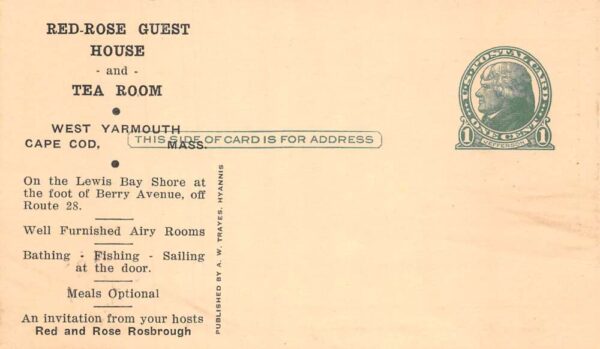 RED-ROSE GUEST
HOUSE
- and -
TEA ROOM
WEST YARMOUTH
CAPE COD, MASS.
On the Lewis Bay Shore at
the foot of Berry Avenue, off
Route 28.
Well Furnished Airy Rooms
Bathing - Fishing - Sailing
at the door.
Meals Optional
An invitation from your hosts
Red and Rose Rosbrough
THIS SIDE OF CARD IS FOR ADDRESS
PUBLISHED BY A. W. TRAYES, HYANNIS
U.S. POSTAL CARD
1 ONE CENT 1
JEFFERSON